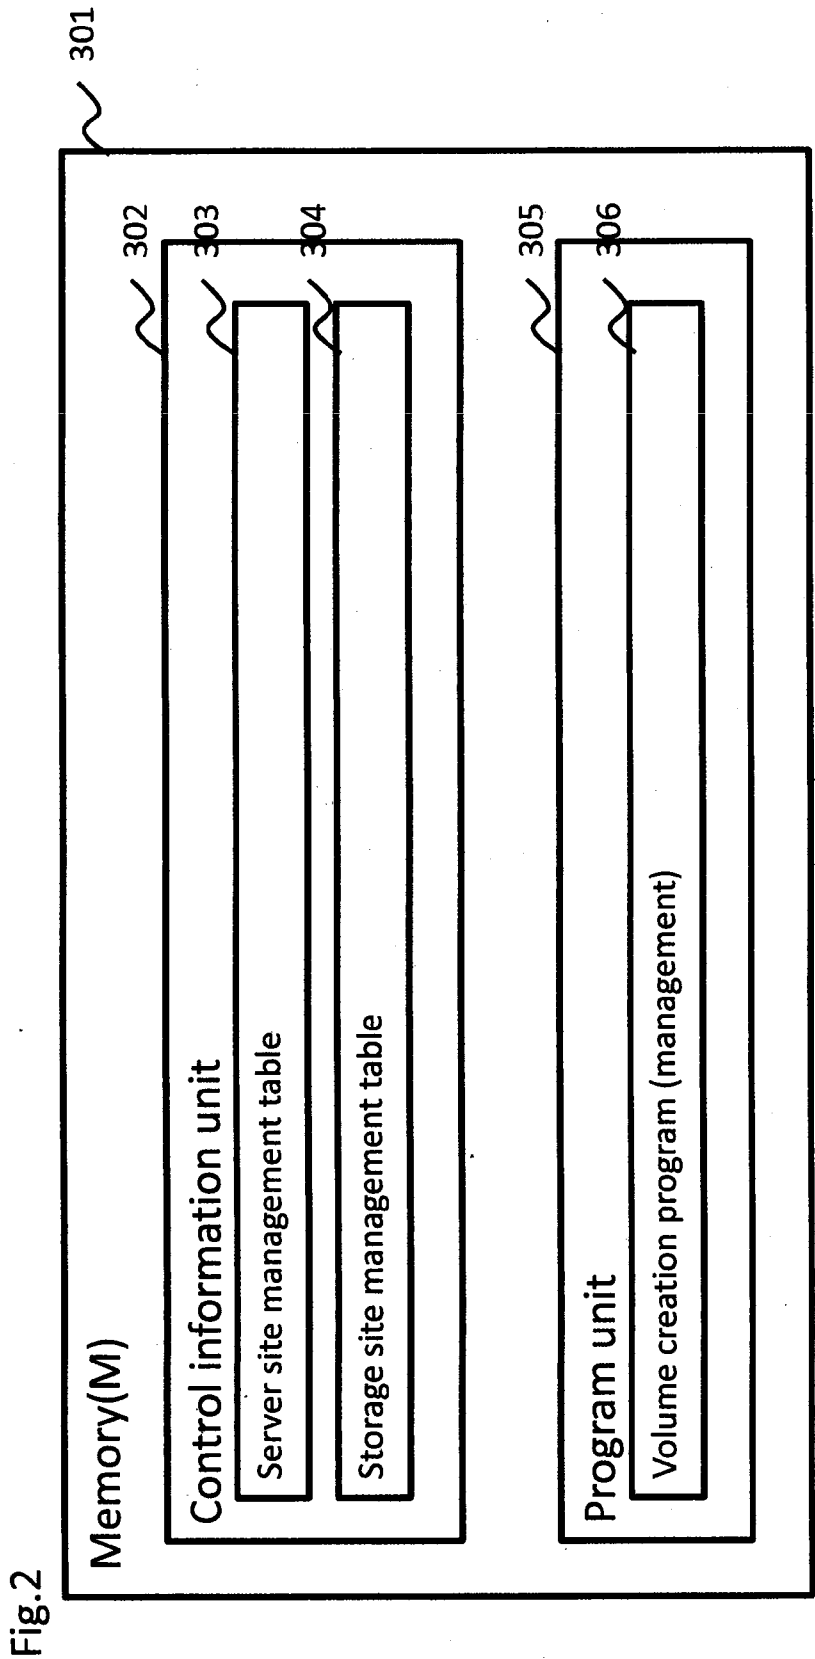 Fig.2
301
Memory(M)
302
Control information unit
303
Server site management table
304
Storage site management table
305
Program unit
306
Volume creation program (management)